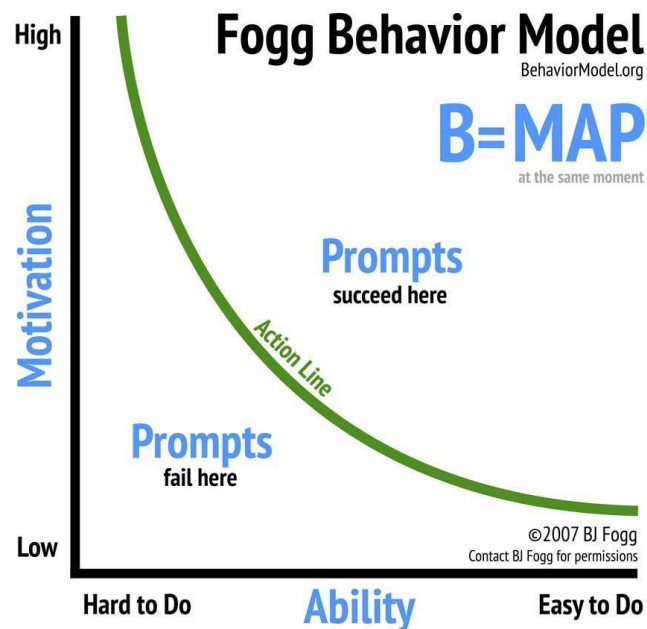 High
Fogg Behavior Model
BehaviorModel.org
B=MAP
at the same moment
Motivation
Prompts
succeed here
Action Line
Prompts
fail here
©2007 BJ Fogg
Contact BJ Fogg for permissions
Low
Hard to Do
Ability
Easy to Do